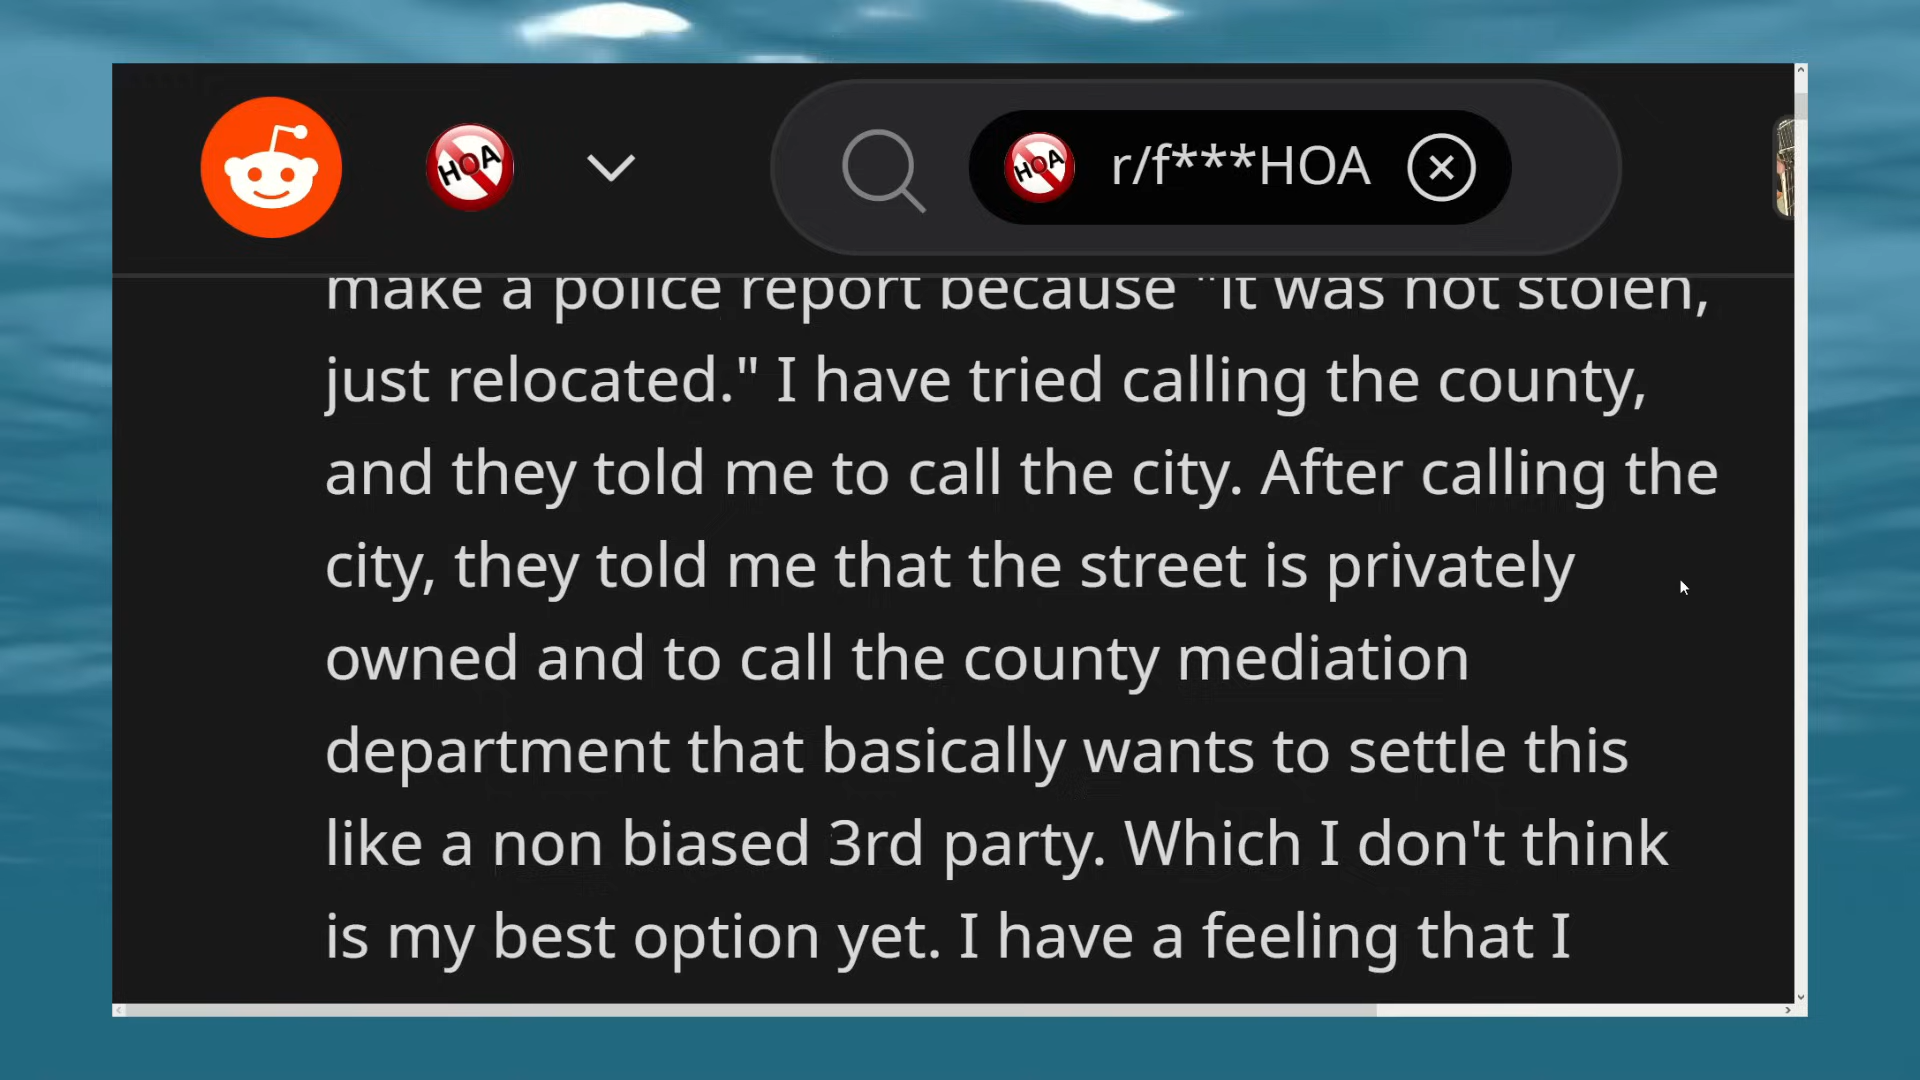 HOA
HOA r/f***HOA
make a police report because "it was not stolen,
just relocated." I have tried calling the county,
and they told me to call the city. After calling the
city, they told me that the street is privately
owned and to call the county mediation
department that basically wants to settle this
like a non biased 3rd party. Which I don't think
is my best option yet. I have a feeling that I